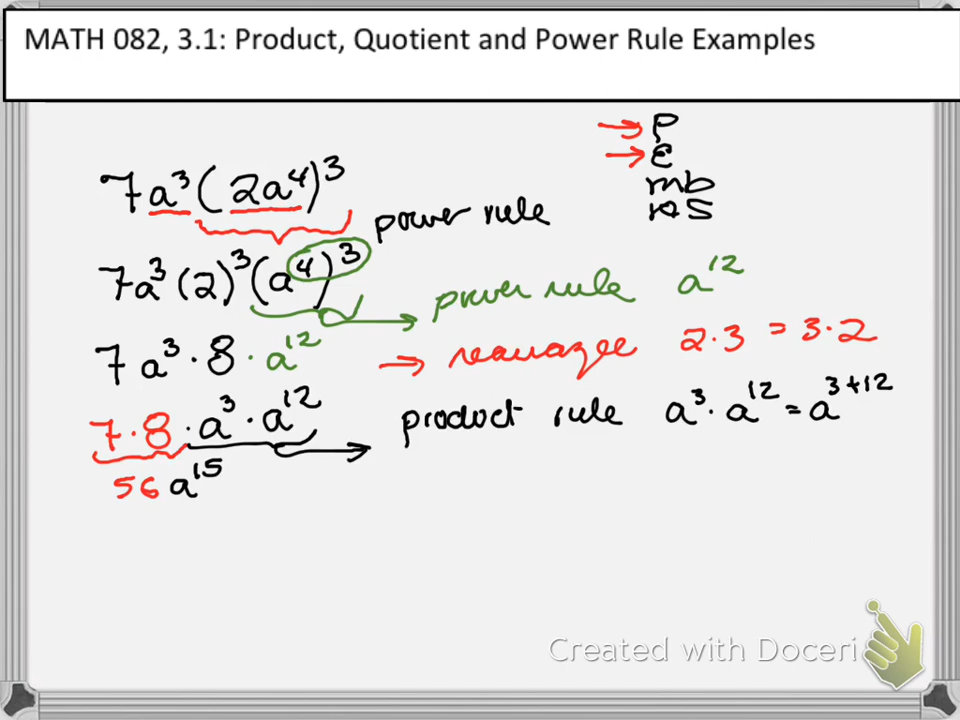 MATH 082, 3.1: Product, Quotient and Power Rule Examples
→ P
→ E
mD
AS
7a³(2a⁴)³ power rule
7a³(2)³(a⁴)³ → power rule a¹²
7a³ · 8 · a¹² → 2·3 = 3·2
7·8 · a³ · a¹² → product rule a³ · a¹² = a³⁺¹²
56a¹⁵
Created with Doceri